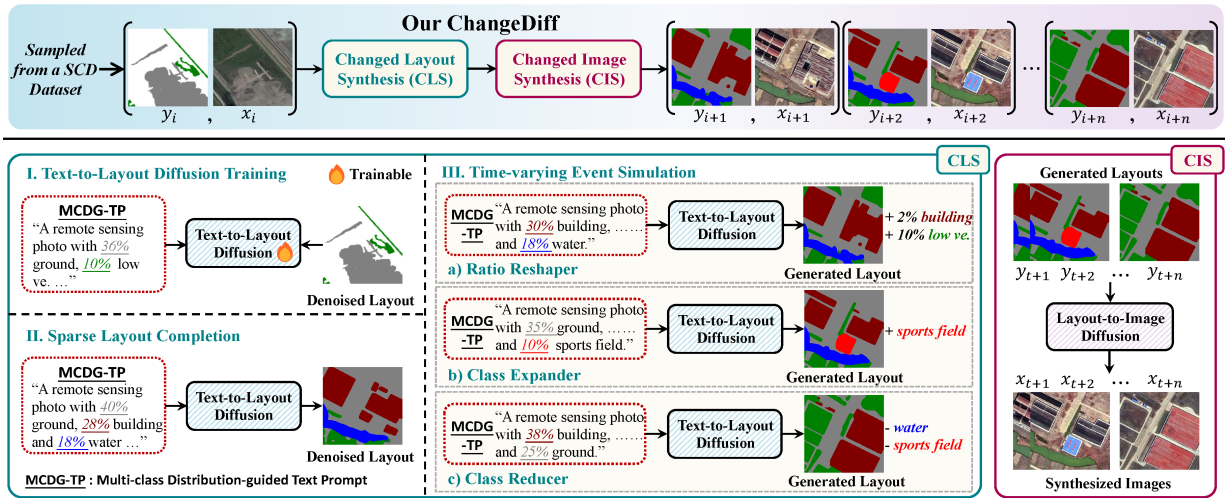 Our ChangeDiff
Sampled
from a SCD
Dataset
y_i , x_i
Changed Layout
Synthesis (CLS)
Changed Image
Synthesis (CIS)
y_{i+1} , x_{i+1}
y_{i+2} , x_{i+2}
...
y_{i+n} , x_{i+n}
I. Text-to-Layout Diffusion Training
Trainable
MCDG-TP
“A remote sensing
photo with 36%
ground, 10% low
ve. …”
Text-to-Layout
Diffusion
Denoised Layout
II. Sparse Layout Completion
MCDG-TP
“A remote sensing
photo with 40%
ground, 28% building
and 18% water …”
Text-to-Layout
Diffusion
Denoised Layout
MCDG-TP : Multi-class Distribution-guided Text Prompt
CLS
III. Time-varying Event Simulation
MCDG
-TP
“A remote sensing photo
with 30% building, ……
and 18% water.”
Text-to-Layout
Diffusion
+ 2% building
+ 10% low ve.
a) Ratio Reshaper
Generated Layout
MCDG
-TP
“A remote sensing photo
with 35% ground, ……
and 10% sports field.”
Text-to-Layout
Diffusion
+ sports field
b) Class Expander
Generated Layout
MCDG
-TP
“A remote sensing photo
with 38% building, ……
and 25% ground.”
Text-to-Layout
Diffusion
- water
- sports field
c) Class Reducer
Generated Layout
CIS
Generated Layouts
y_{t+1} y_{t+2} ... y_{t+n}
Layout-to-Image
Diffusion
x_{t+1} x_{t+2} ... x_{t+n}
Synthesized Images